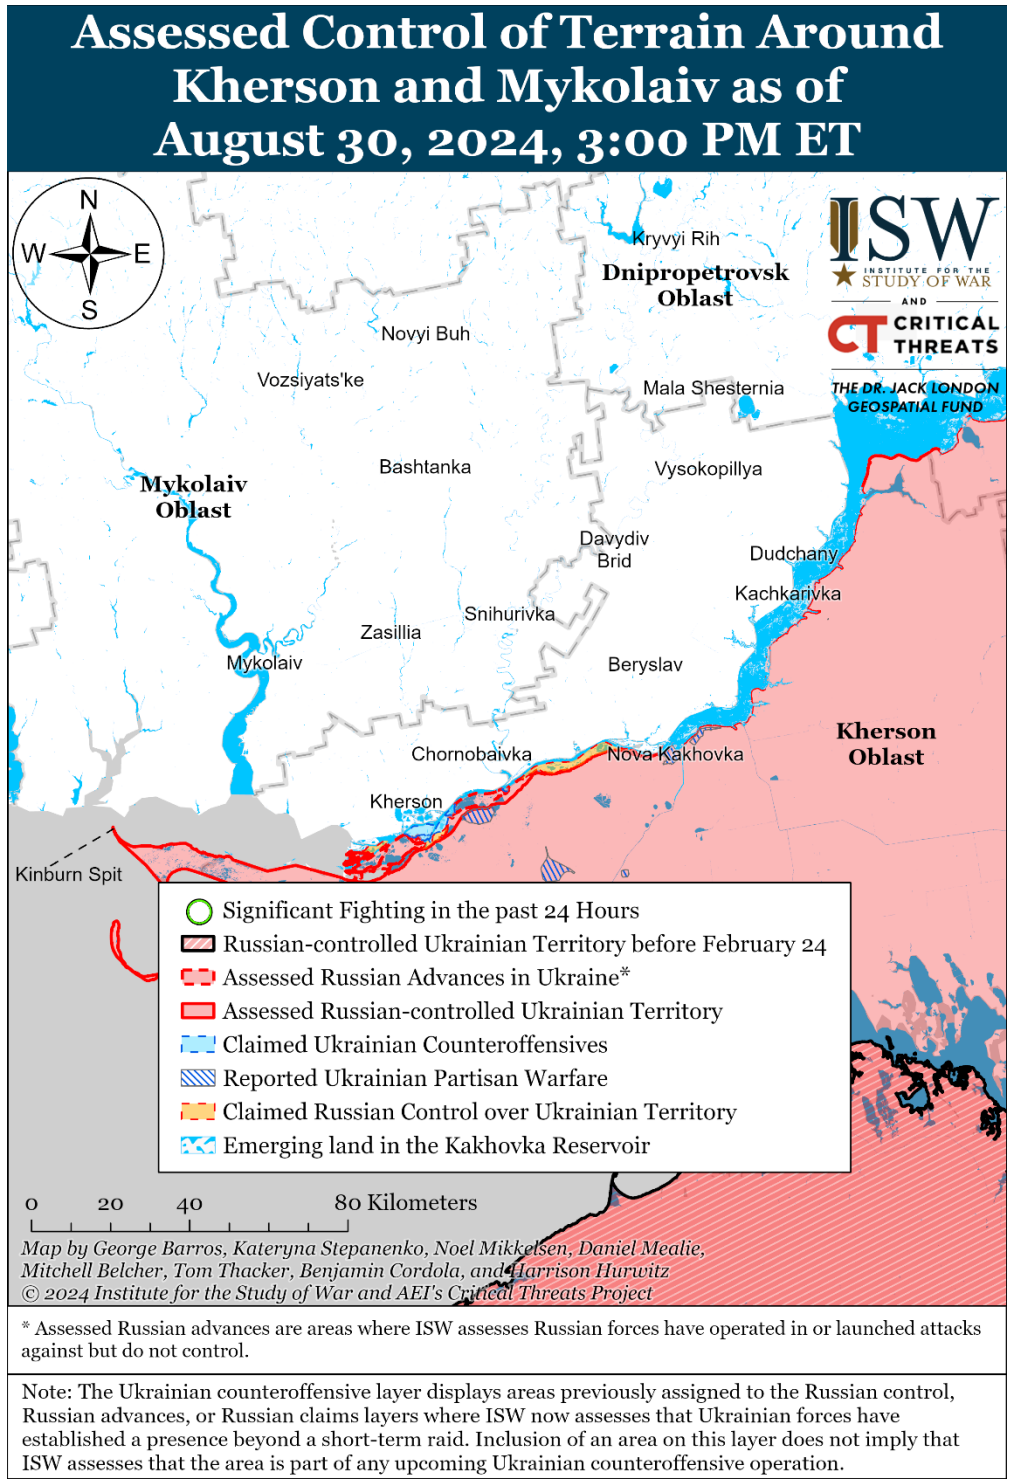 Assessed Control of Terrain Around
Kherson and Mykolaiv as of
August 30, 2024, 3:00 PM ET
N
W
E
S
ISW
INSTITUTE FOR THE
STUDY OF WAR
AND
CT CRITICAL
THREATS
THE DR. JACK LONDON
GEOSPATIAL FUND
Kryvyi Rih
Dnipropetrovsk
Oblast
Novyi Buh
Vozsiyats'ke
Mala Shesternia
Bashtanka
Vysokopillya
Mykolaiv
Oblast
Davydiv
Brid
Dudchany
Kachkarivka
Snihurivka
Zasillia
Mykolaiv
Beryslav
Kherson
Oblast
Chornobaivka
Nova Kakhovka
Kherson
Kinburn Spit
Significant Fighting in the past 24 Hours
Russian-controlled Ukrainian Territory before February 24
Assessed Russian Advances in Ukraine*
Assessed Russian-controlled Ukrainian Territory
Claimed Ukrainian Counteroffensives
Reported Ukrainian Partisan Warfare
Claimed Russian Control over Ukrainian Territory
Emerging land in the Kakhovka Reservoir
0 20 40 80 Kilometers
Map by George Barros, Kateryna Stepanenko, Noel Mikkelsen, Daniel Mealie,
Mitchell Belcher, Tom Thacker, Benjamin Cordola, and Harrison Hurwitz
© 2024 Institute for the Study of War and AEI's Critical Threats Project
* Assessed Russian advances are areas where ISW assesses Russian forces have operated in or launched attacks
against but do not control.
Note: The Ukrainian counteroffensive layer displays areas previously assigned to the Russian control,
Russian advances, or Russian claims layers where ISW now assesses that Ukrainian forces have
established a presence beyond a short-term raid. Inclusion of an area on this layer does not imply that
ISW assesses that the area is part of any upcoming Ukrainian counteroffensive operation.